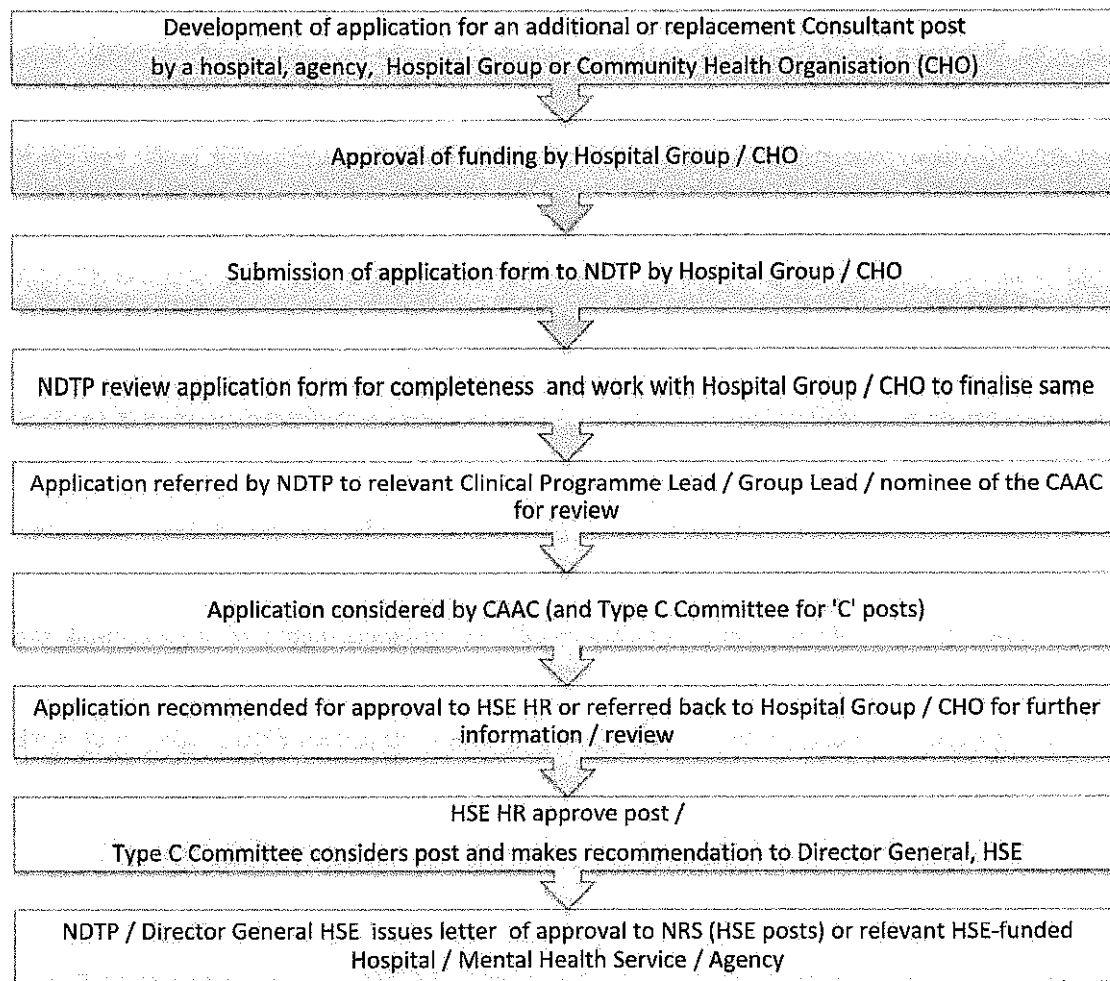 Development of application for an additional or replacement Consultant post
by a hospital, agency, Hospital Group or Community Health Organisation (CHO)
Approval of funding by Hospital Group / CHO
Submission of application form to NDTP by Hospital Group / CHO
NDTP review application form for completeness and work with Hospital Group / CHO to finalise same
Application referred by NDTP to relevant Clinical Programme Lead / Group Lead / nominee of the CAAC
for review
Application considered by CAAC (and Type C Committee for 'C' posts)
Application recommended for approval to HSE HR or referred back to Hospital Group / CHO for further
information / review
HSE HR approve post /
Type C Committee considers post and makes recommendation to Director General, HSE
NDTP / Director General HSE issues letter of approval to NRS (HSE posts) or relevant HSE-funded
Hospital / Mental Health Service / Agency